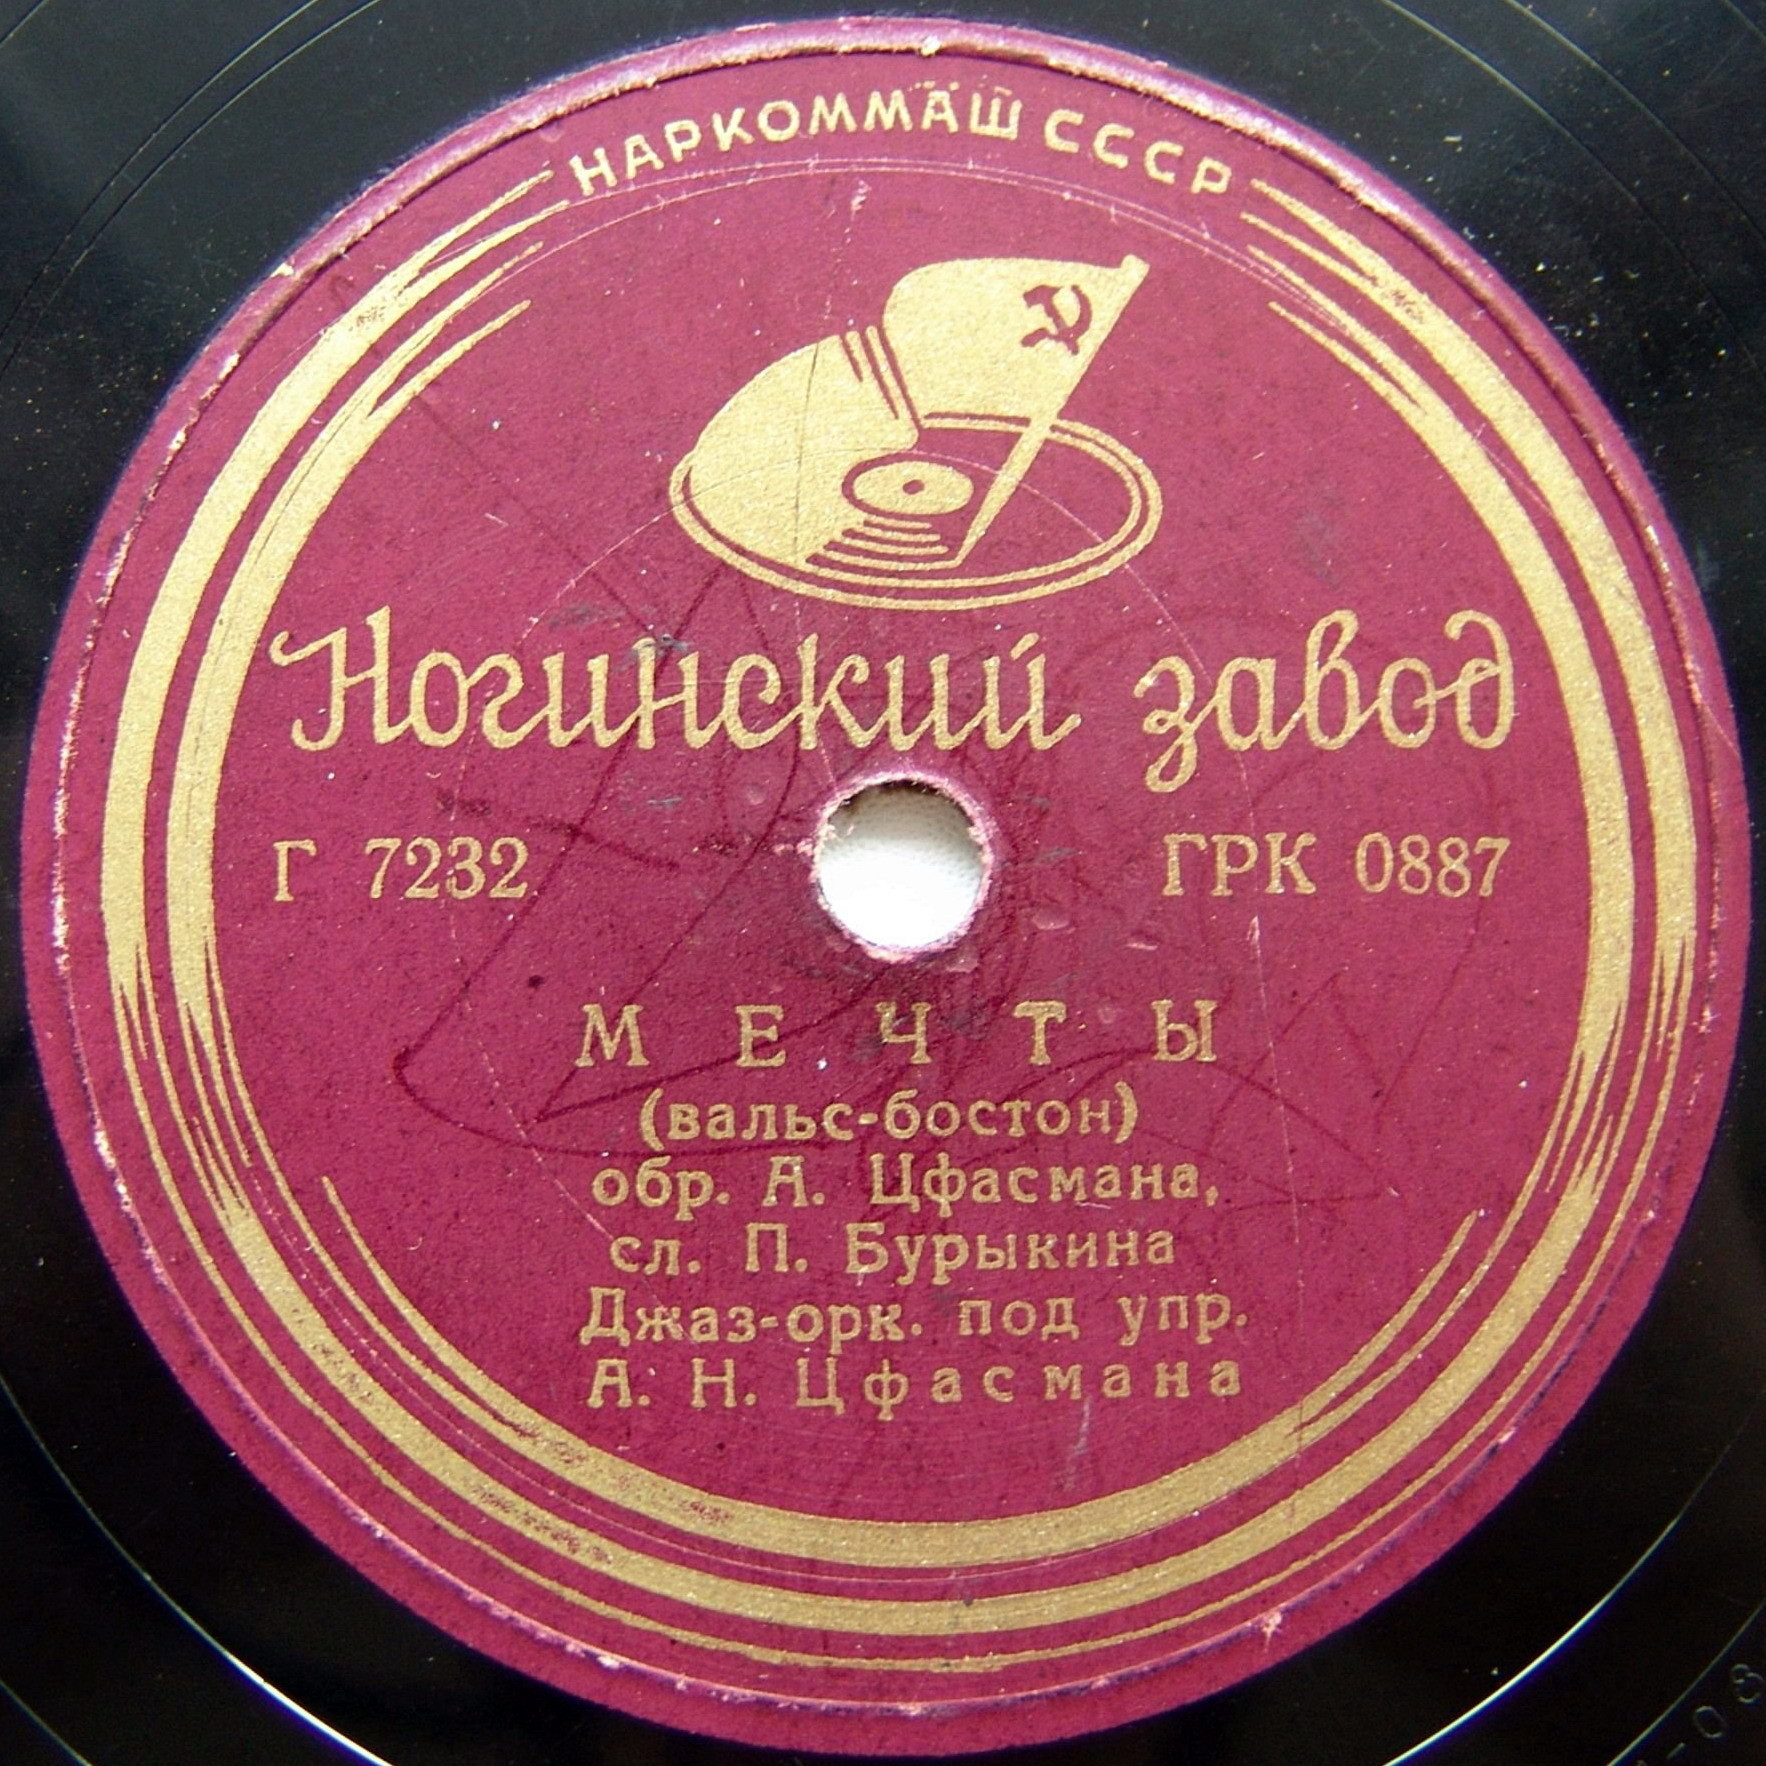 НАРКОММАШ СССР
Ногинский завод
Г 7232 ГРК 0887
МЕЧТЫ
(вальс-бостон)
обр. А. Цфасмана,
сл. П. Бурыкина
Джаз-орк. под упр.
А. Н. Цфасмана